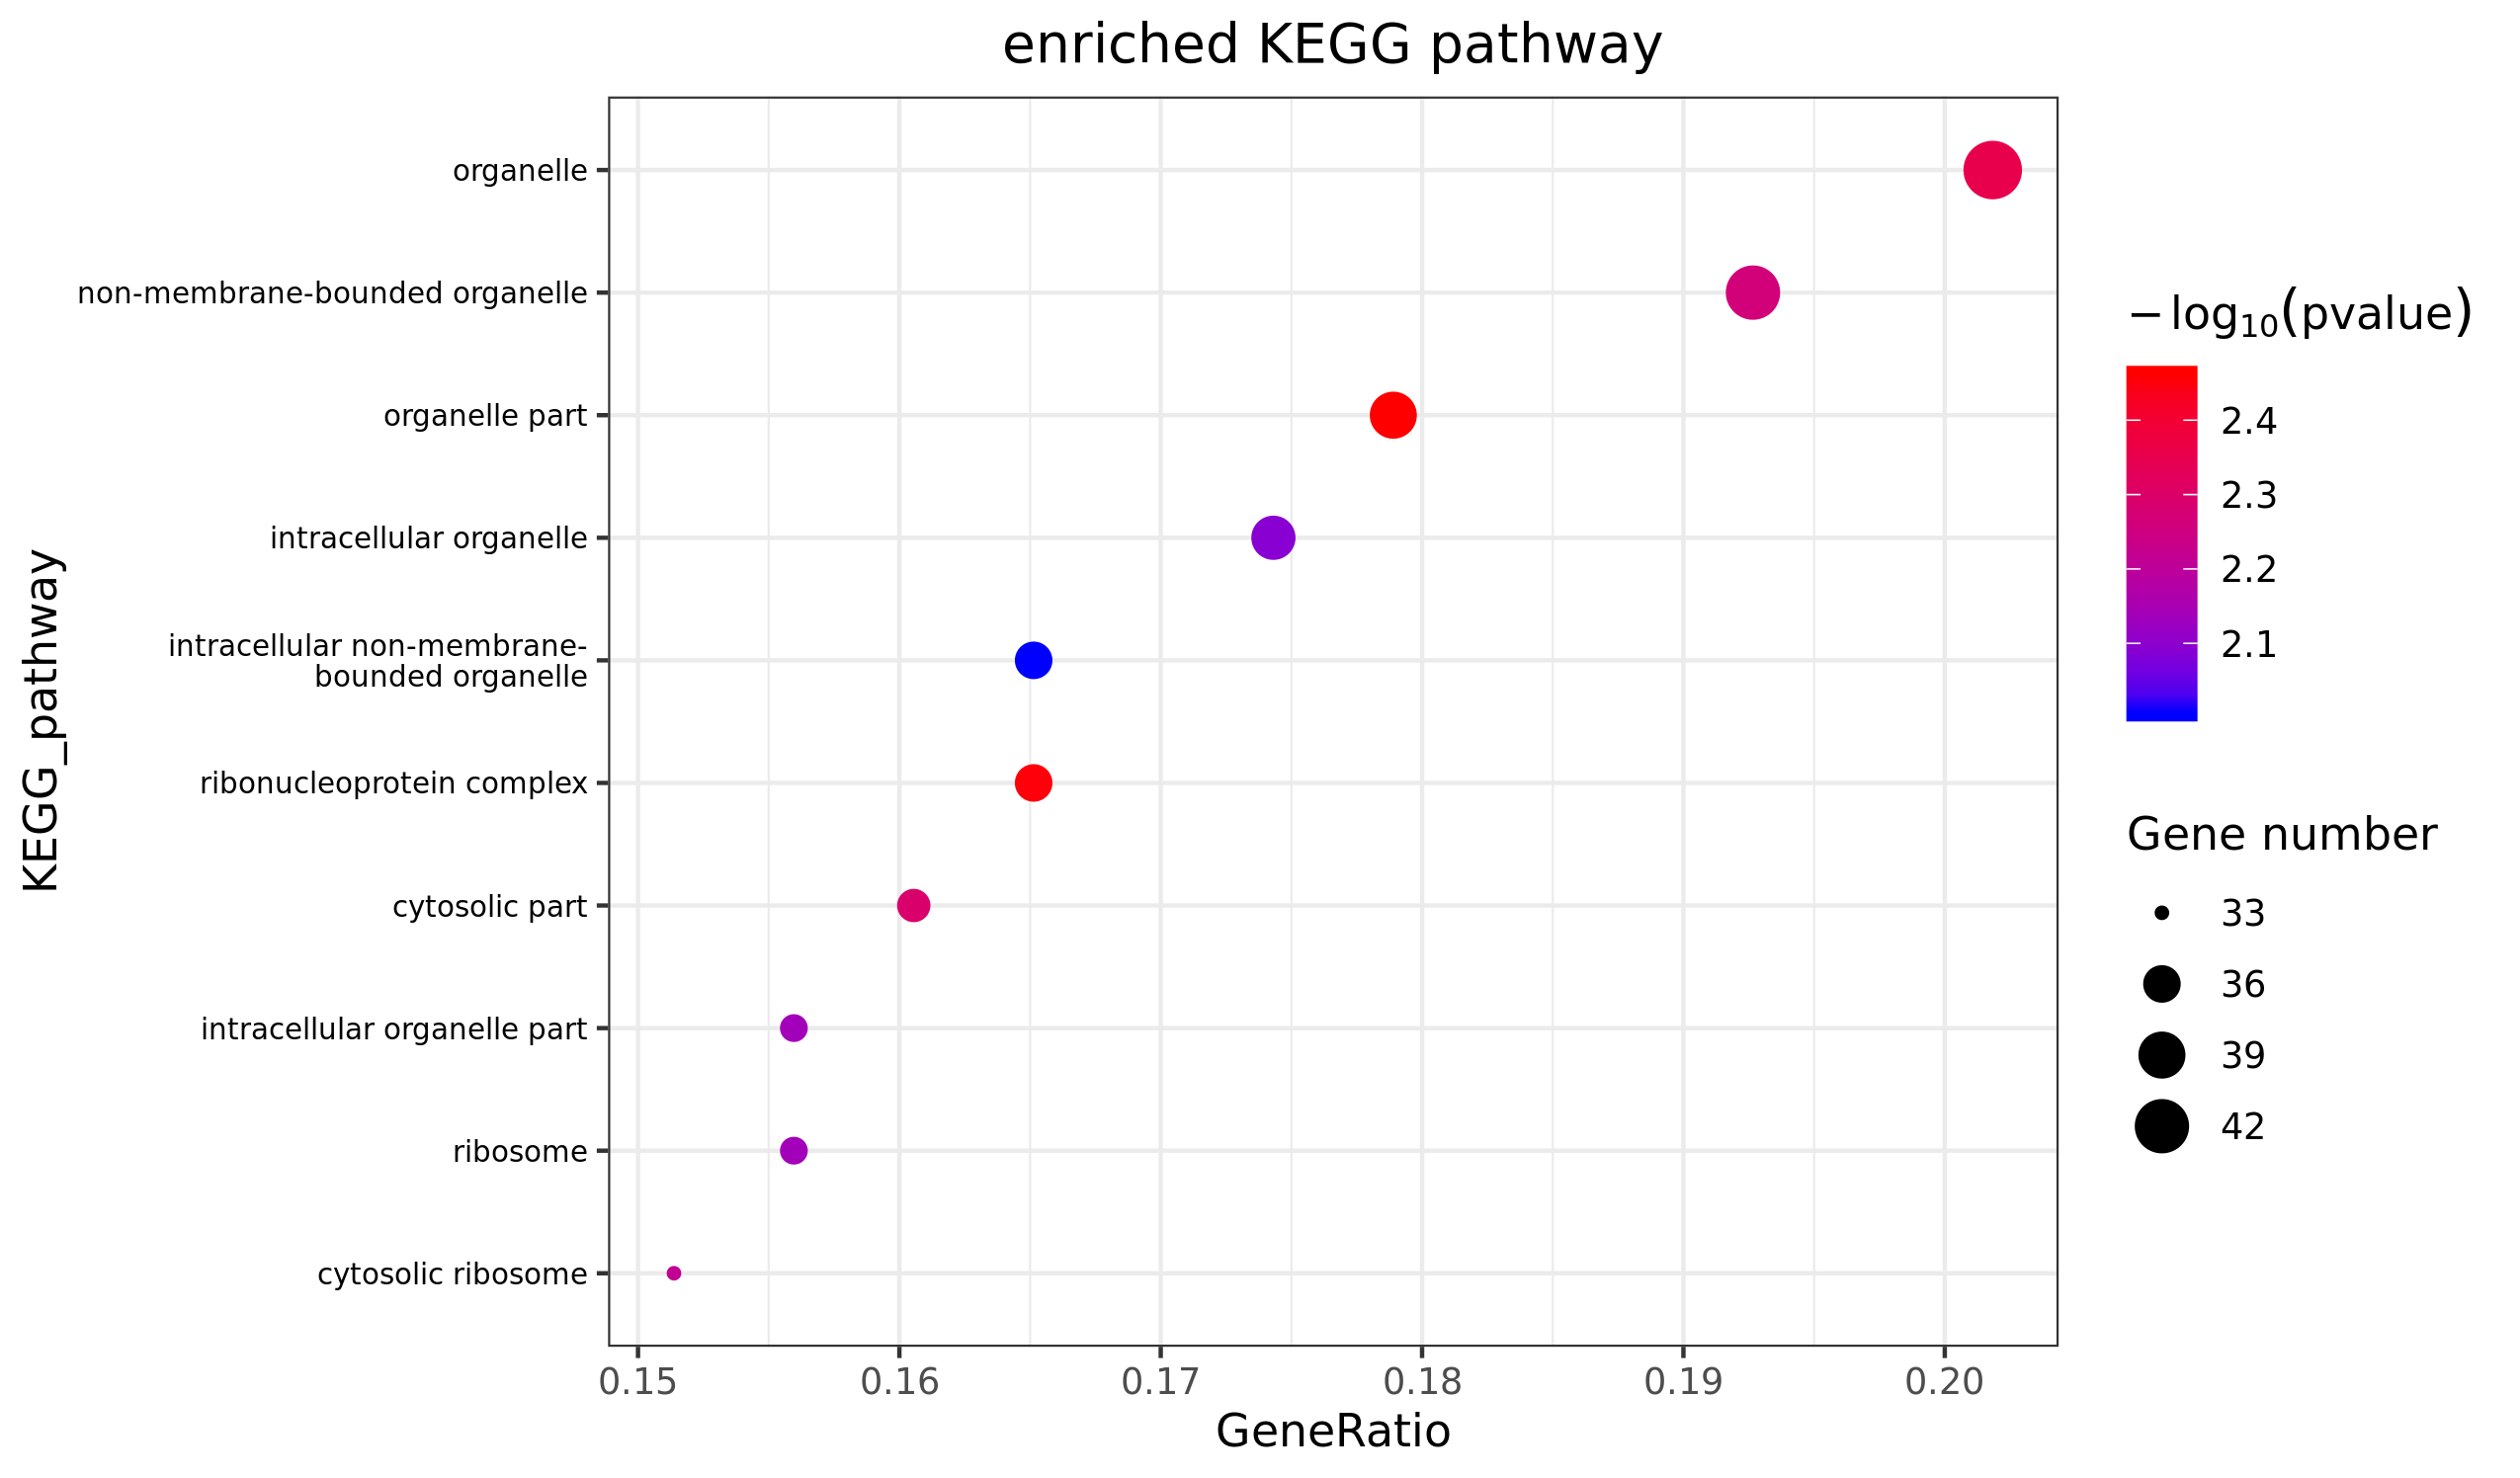 enriched KEGG pathway
KEGG_pathway
organelle
non-membrane-bounded organelle
organelle part
intracellular organelle
intracellular non-membrane-
bounded organelle
ribonucleoprotein complex
cytosolic part
intracellular organelle part
ribosome
cytosolic ribosome
0.15 0.16 0.17 0.18 0.19 0.20
GeneRatio
−log₁₀(pvalue)
2.4
2.3
2.2
2.1
Gene number
33
36
39
42